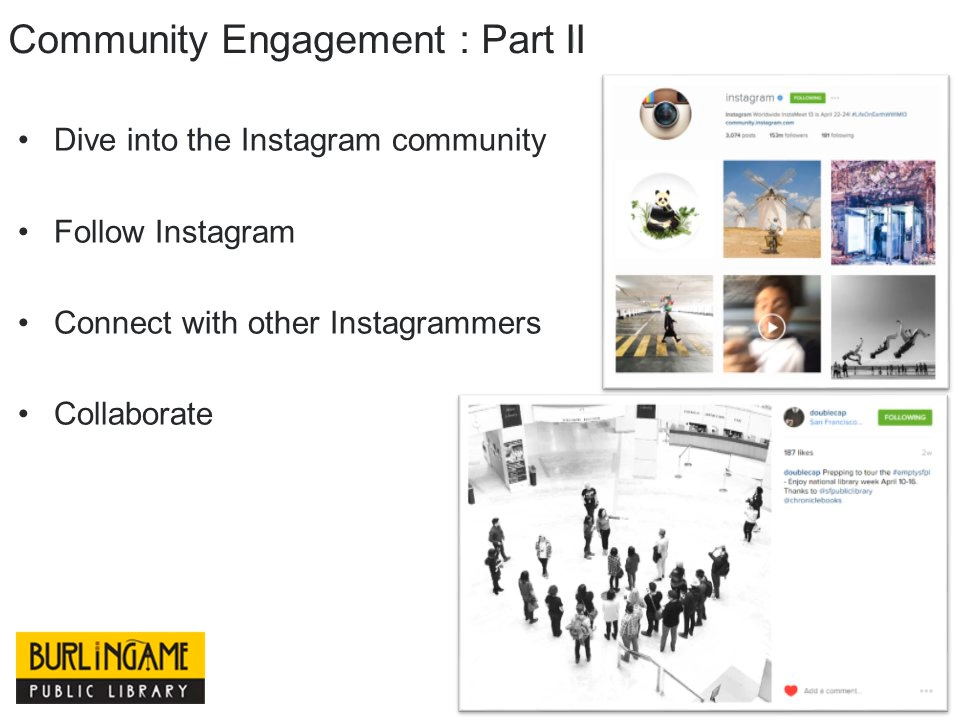 Community Engagement : Part II
• Dive into the Instagram community
• Follow Instagram
• Connect with other Instagrammers
• Collaborate
instagram FOLLOWING •••
Instagram Worldwide InstaMeet 13 is April 22-24! #LifeOnEarthWWIM13
community.instagram.com
3,074 posts 153m followers 181 following
doublecap
San Francisco...
FOLLOWING
187 likes 2w
doublecap Prepping to tour the #emptysfpl
- Enjoy national library week April 10-16.
Thanks to @sfpubliclibrary
@chroniclebooks
Add a comment... •••
BURLINGAME
PUBLIC LIBRARY